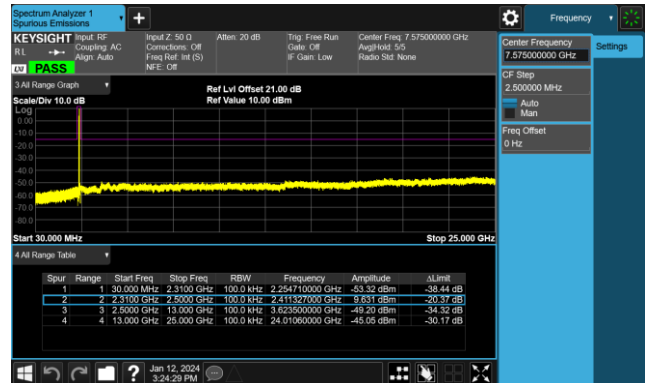 Spectrum Analyzer 1
Spurious Emissions
Frequency
KEYSIGHT
Input: RF
Input Z: 50 Ω
Atten: 20 dB
Trig: Free Run
Center Freq: 7.575000000 GHz
RL
Coupling: AC
Corrections: Off
Gate: Off
Avg|Hold: 5/5
Align: Auto
Freq Ref: Int (S)
IF Gain: Low
Radio Std: None
NFE: Off
LXI PASS
Center Frequency
7.575000000 GHz
Settings
CF Step
2.500000 MHz
Auto
Man
Freq Offset
0 Hz
3 All Range Graph
Ref Lvl Offset 21.00 dB
Scale/Div 10.0 dB
Ref Value 10.00 dBm
Log
0.00
-10.0
-20.0
-30.0
-40.0
-50.0
-60.0
-70.0
-80.0
Start 30.000 MHz
Stop 25.000 GHz
4 All Range Table
Spur Range Start Freq Stop Freq RBW Frequency Amplitude ΔLimit
1 1 30.000 MHz 2.3100 GHz 100.0 kHz 2.254710000 GHz -53.32 dBm -38.44 dB
2 2 2.3100 GHz 2.5000 GHz 100.0 kHz 2.411327000 GHz 9.631 dBm -20.37 dB
3 3 2.5000 GHz 13.000 GHz 100.0 kHz 3.623500000 GHz -49.20 dBm -34.32 dB
4 4 13.000 GHz 25.000 GHz 100.0 kHz 24.01060000 GHz -45.05 dBm -30.17 dB
?
Jan 12, 2024
3:24:29 PM